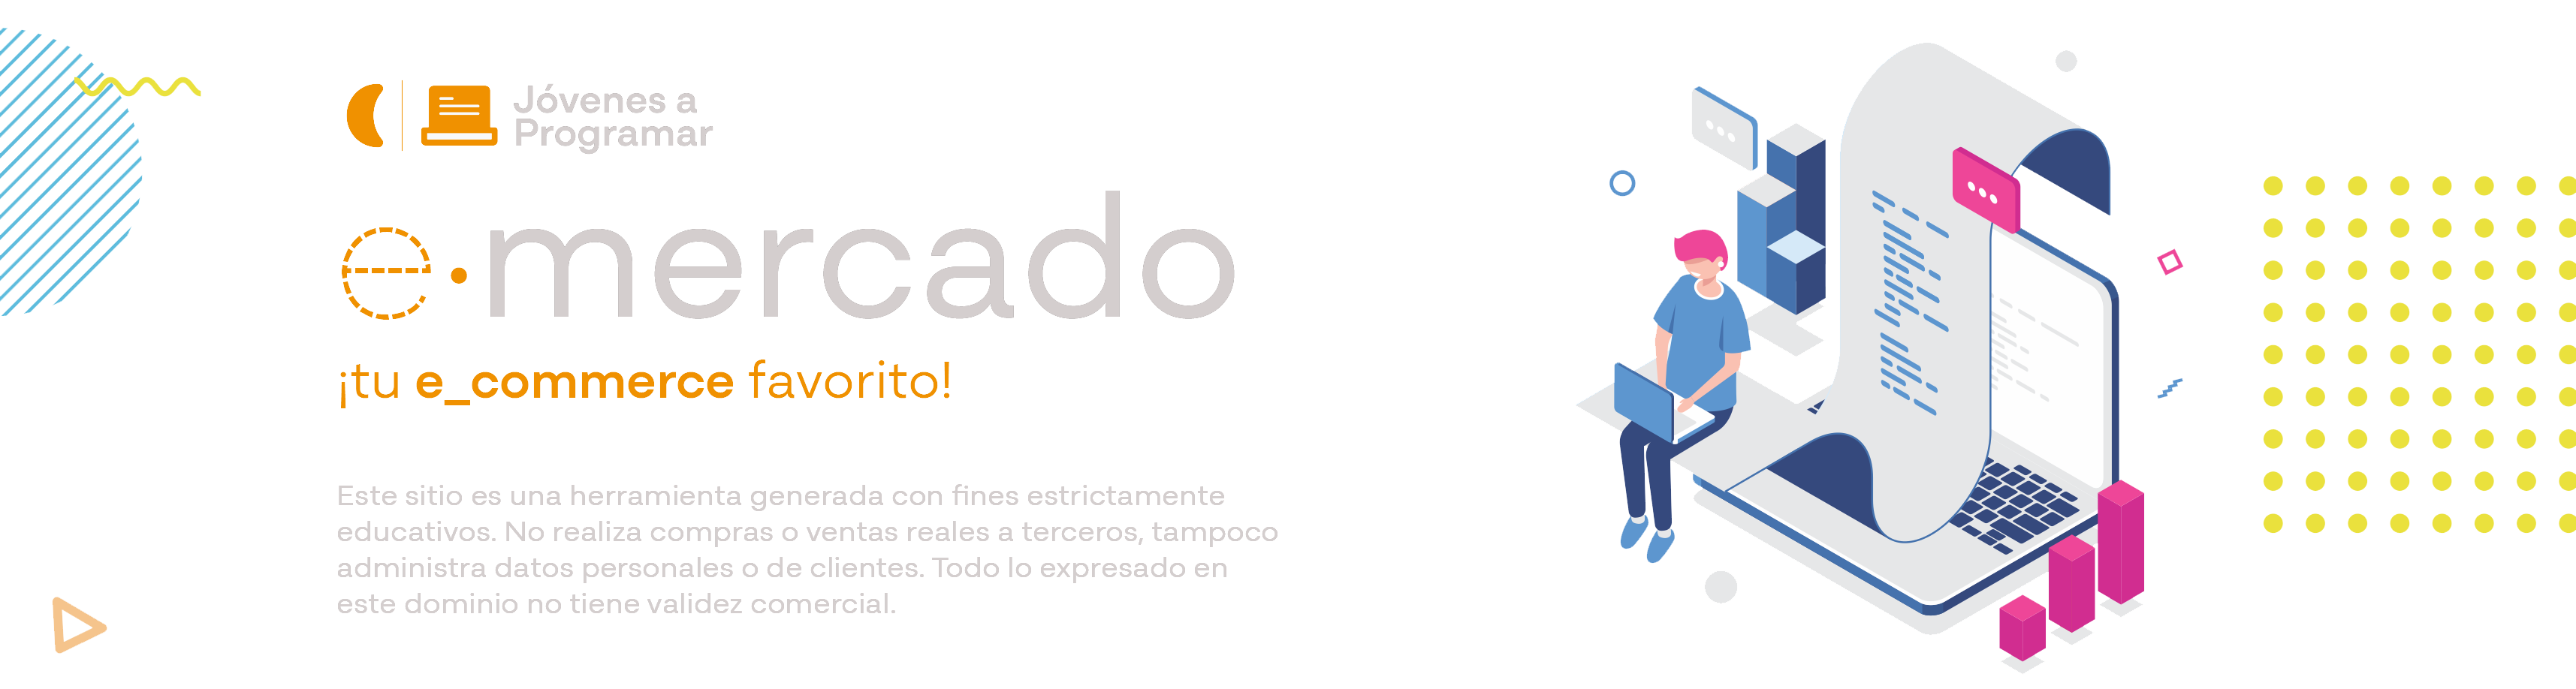 Jóvenes a
Programar
e·mercado
¡tu e_commerce favorito!
Este sitio es una herramienta generada con fines estrictamente
educativos. No realiza compras o ventas reales a terceros, tampoco
administra datos personales o de clientes. Todo lo expresado en
este dominio no tiene validez comercial.